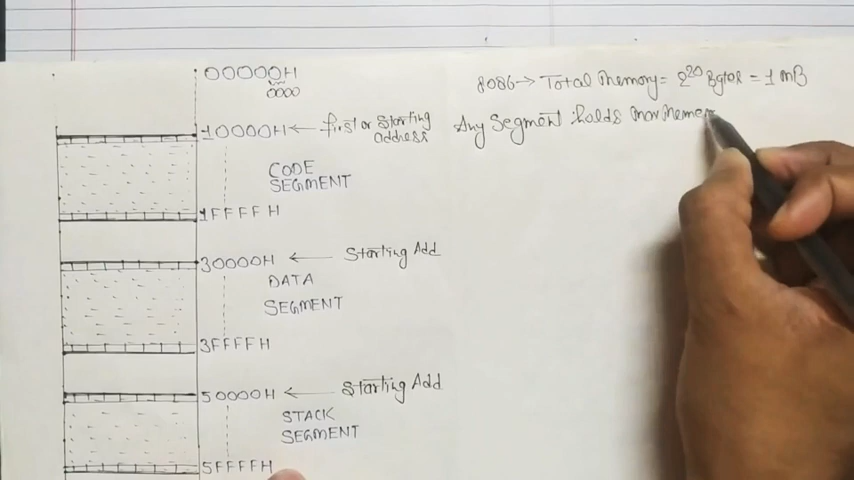 00000H
0000
10000H ← first or Starting
address
CODE
SEGMENT
1FFFFH
30000H ← Starting Add
DATA
SEGMENT
3FFFFH
50000H ← Starting Add
STACK
SEGMENT
5FFFFH
8086 → Total Memory = 2²⁰ Bytes = 1 MB
Any Segment holds max Memor